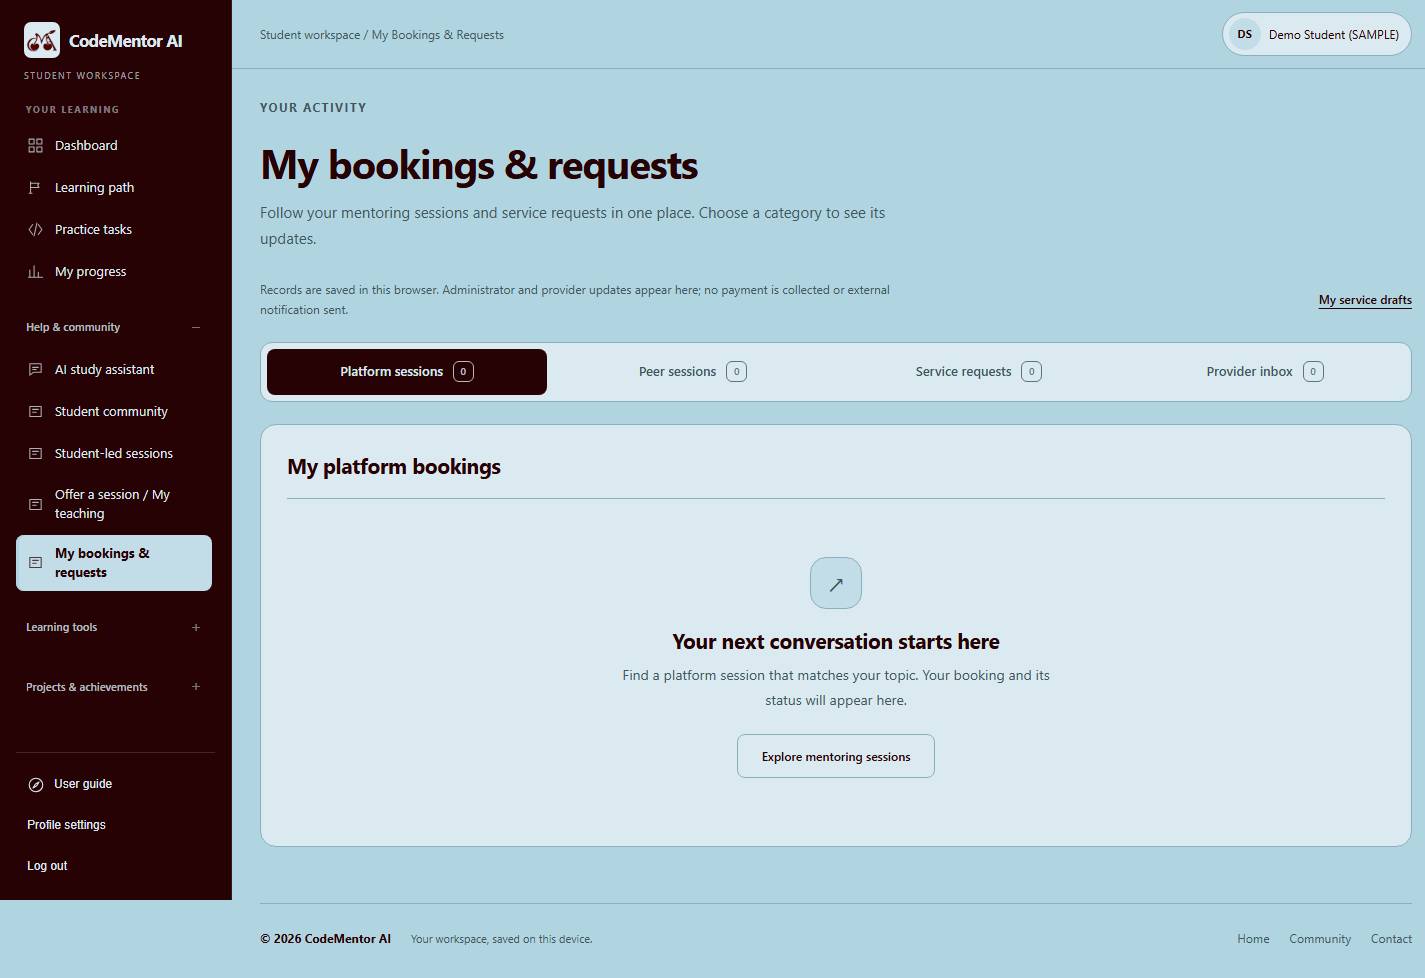 CodeMentor AI
STUDENT WORKSPACE
YOUR LEARNING
Dashboard
Learning path
Practice tasks
My progress
Help & community
AI study assistant
Student community
Student-led sessions
Offer a session / My
teaching
My bookings &
requests
Learning tools
Projects & achievements
User guide
Profile settings
Log out
Student workspace / My Bookings & Requests
DS Demo Student (SAMPLE)
YOUR ACTIVITY
My bookings & requests
Follow your mentoring sessions and service requests in one place. Choose a category to see its
updates.
Records are saved in this browser. Administrator and provider updates appear here; no payment is collected or external
notification sent.
My service drafts
Platform sessions 0
Peer sessions 0
Service requests 0
Provider inbox 0
My platform bookings
Your next conversation starts here
Find a platform session that matches your topic. Your booking and its
status will appear here.
Explore mentoring sessions
© 2026 CodeMentor AI
Your workspace, saved on this device.
Home
Community
Contact